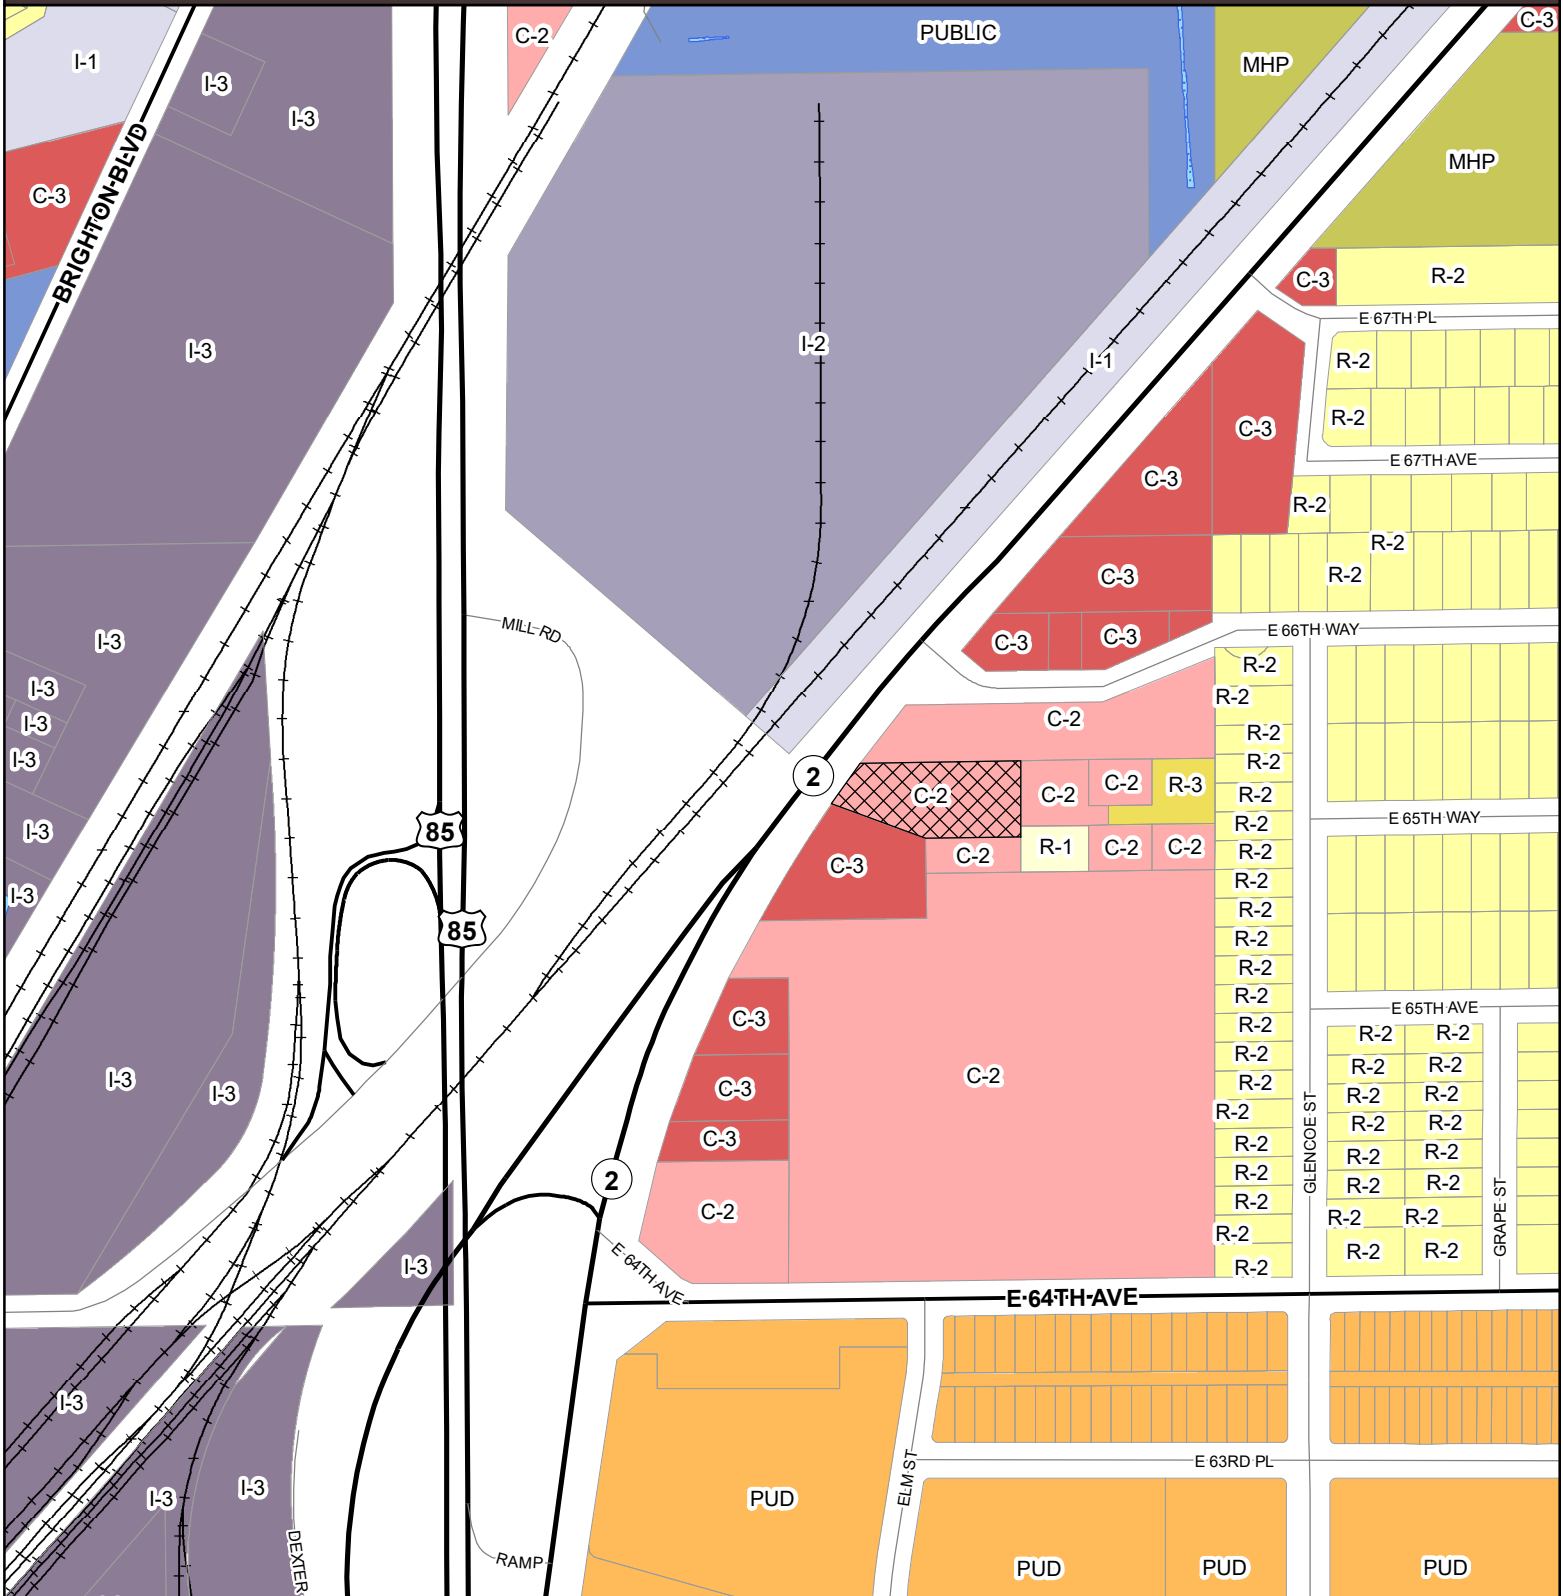 C-3
PUBLIC
C-2
I-1
MHP
I-3
I-3
MHP
C-3
BRIGHTON BLVD
C-3
R-2
E 67TH PL
I-2
I-3
I-1
R-2
R-2
C-3
E 67TH AVE
C-3
R-2
R-2
C-3
R-2
MILL RD
E 66TH WAY
C-3
C-3
I-3
R-2
I-3
R-2
C-2
I-3
R-2
I-3
R-2
2
C-2
R-3
C-2
C-2
R-2
E 65TH WAY
R-2
85
I-3
C-2
R-1
C-2
C-2
R-2
C-3
R-2
I-3
R-2
85
R-2
R-2
R-2
E 65TH AVE
C-3
R-2
R-2
R-2
R-2
R-2
R-2
C-2
I-3
R-2
C-3
I-3
R-2
R-2
R-2
GLENCOE ST
R-2
R-2
C-3
R-2
R-2
R-2
R-2
2
R-2
R-2
R-2
C-2
R-2
R-2
GRAPE ST
R-2
R-2
R-2
E 64TH AVE
I-3
R-2
E 64TH AVE
I-3
E 63RD PL
I-3
I-3
PUD
ELM ST
DEXTER
RAMP
PUD
PUD
PUD